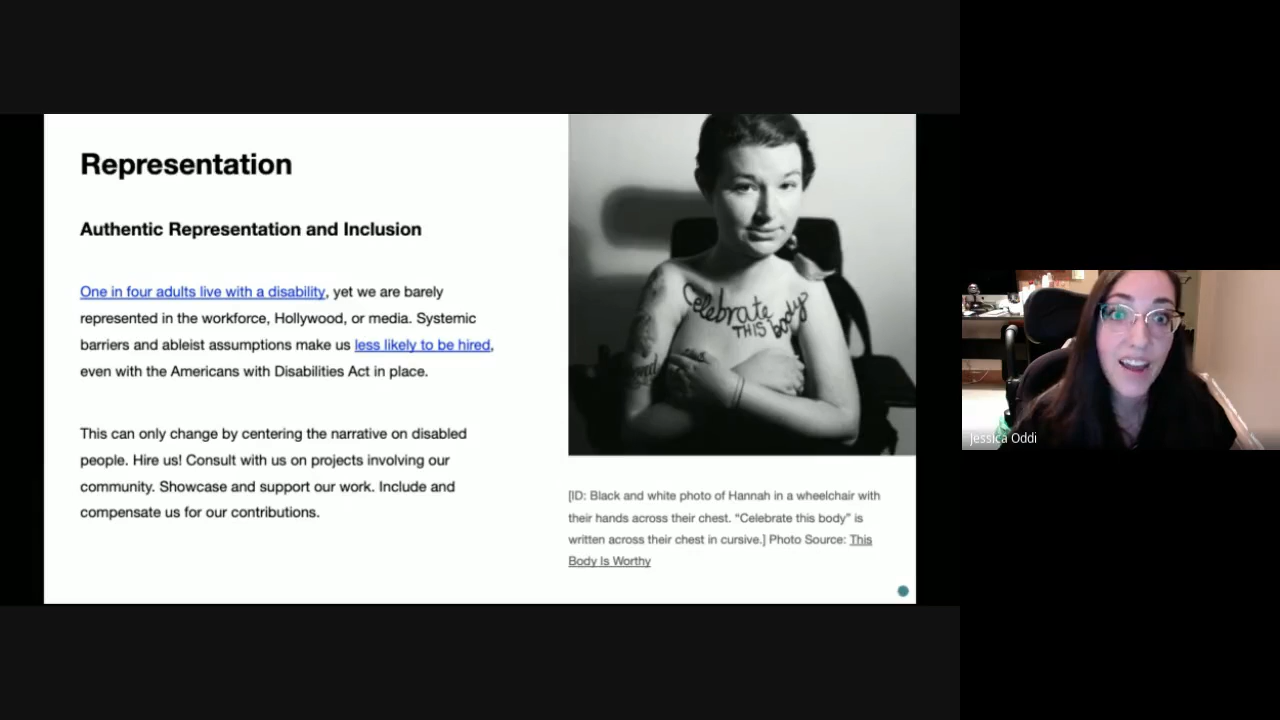 Representation
Authentic Representation and Inclusion
One in four adults live with a disability, yet we are barely
represented in the workforce, Hollywood, or media. Systemic
barriers and ableist assumptions make us less likely to be hired,
even with the Americans with Disabilities Act in place.
This can only change by centering the narrative on disabled
people. Hire us! Consult with us on projects involving our
community. Showcase and support our work. Include and
compensate us for our contributions.
Celebrate
THIS body
[ID: Black and white photo of Hannah in a wheelchair with
their hands across their chest. “Celebrate this body” is
written across their chest in cursive.] Photo Source: This
Body Is Worthy
Jessica Oddi